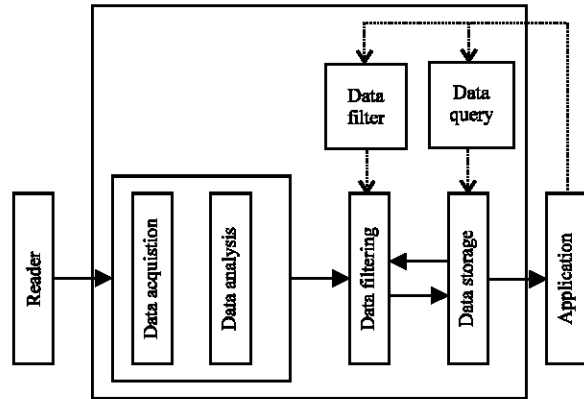 Data
filter
Data
query
Reader
Data acquistion
Data analysis
Data filtering
Data storage
Application